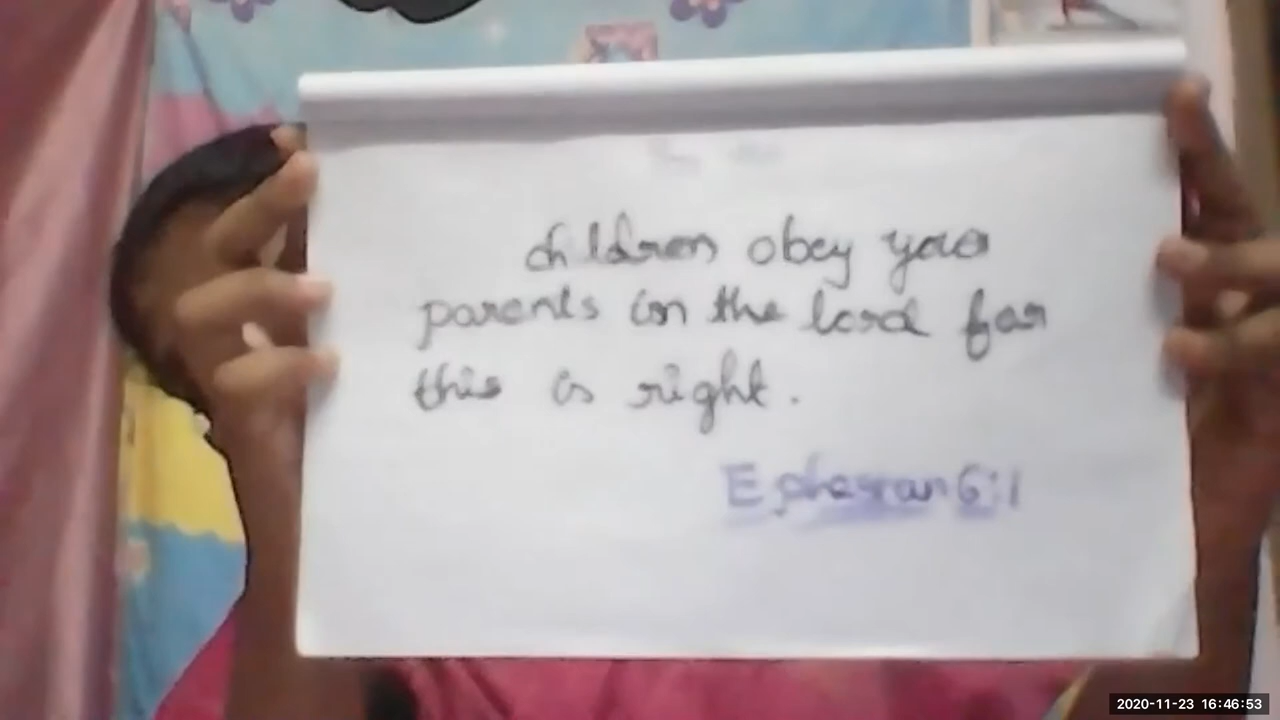 children obey your
parents in the lord for
this is right.
Ephesian 6:1
2020-11-23 16:46:53